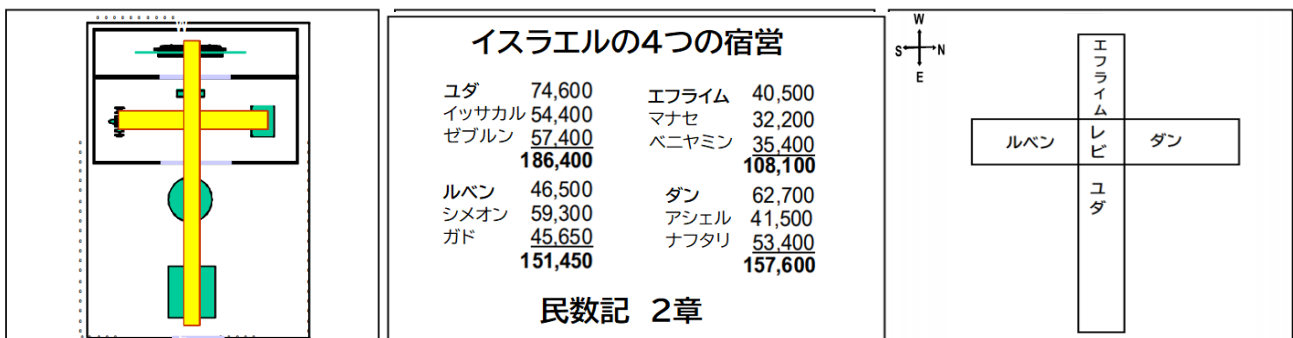 W
イスラエルの4つの宿営
ユダ 74,600
イッサカル 54,400
ゼブルン 57,400
186,400
エフライム 40,500
マナセ 32,200
ベニヤミン 35,400
108,100
ルベン 46,500
シメオン 59,300
ガド 45,650
151,450
ダン 62,700
アシェル 41,500
ナフタリ 53,400
157,600
民数記 2章
W
S N
E
エフライム
ルベン レビ ダン
ユダ